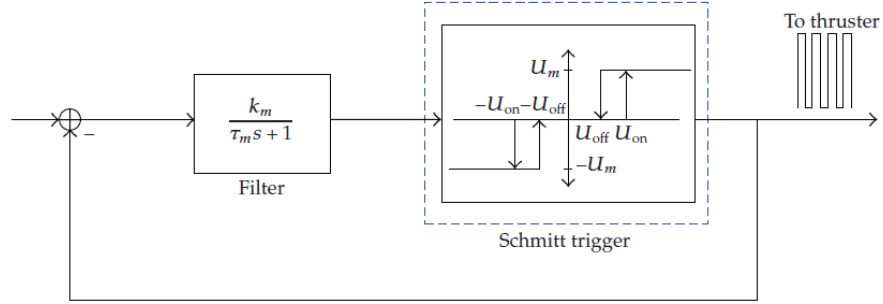 To thruster
k_m
τ_m s + 1
Filter
U_m
−U_on −U_off
U_off U_on
−U_m
−
Schmitt trigger